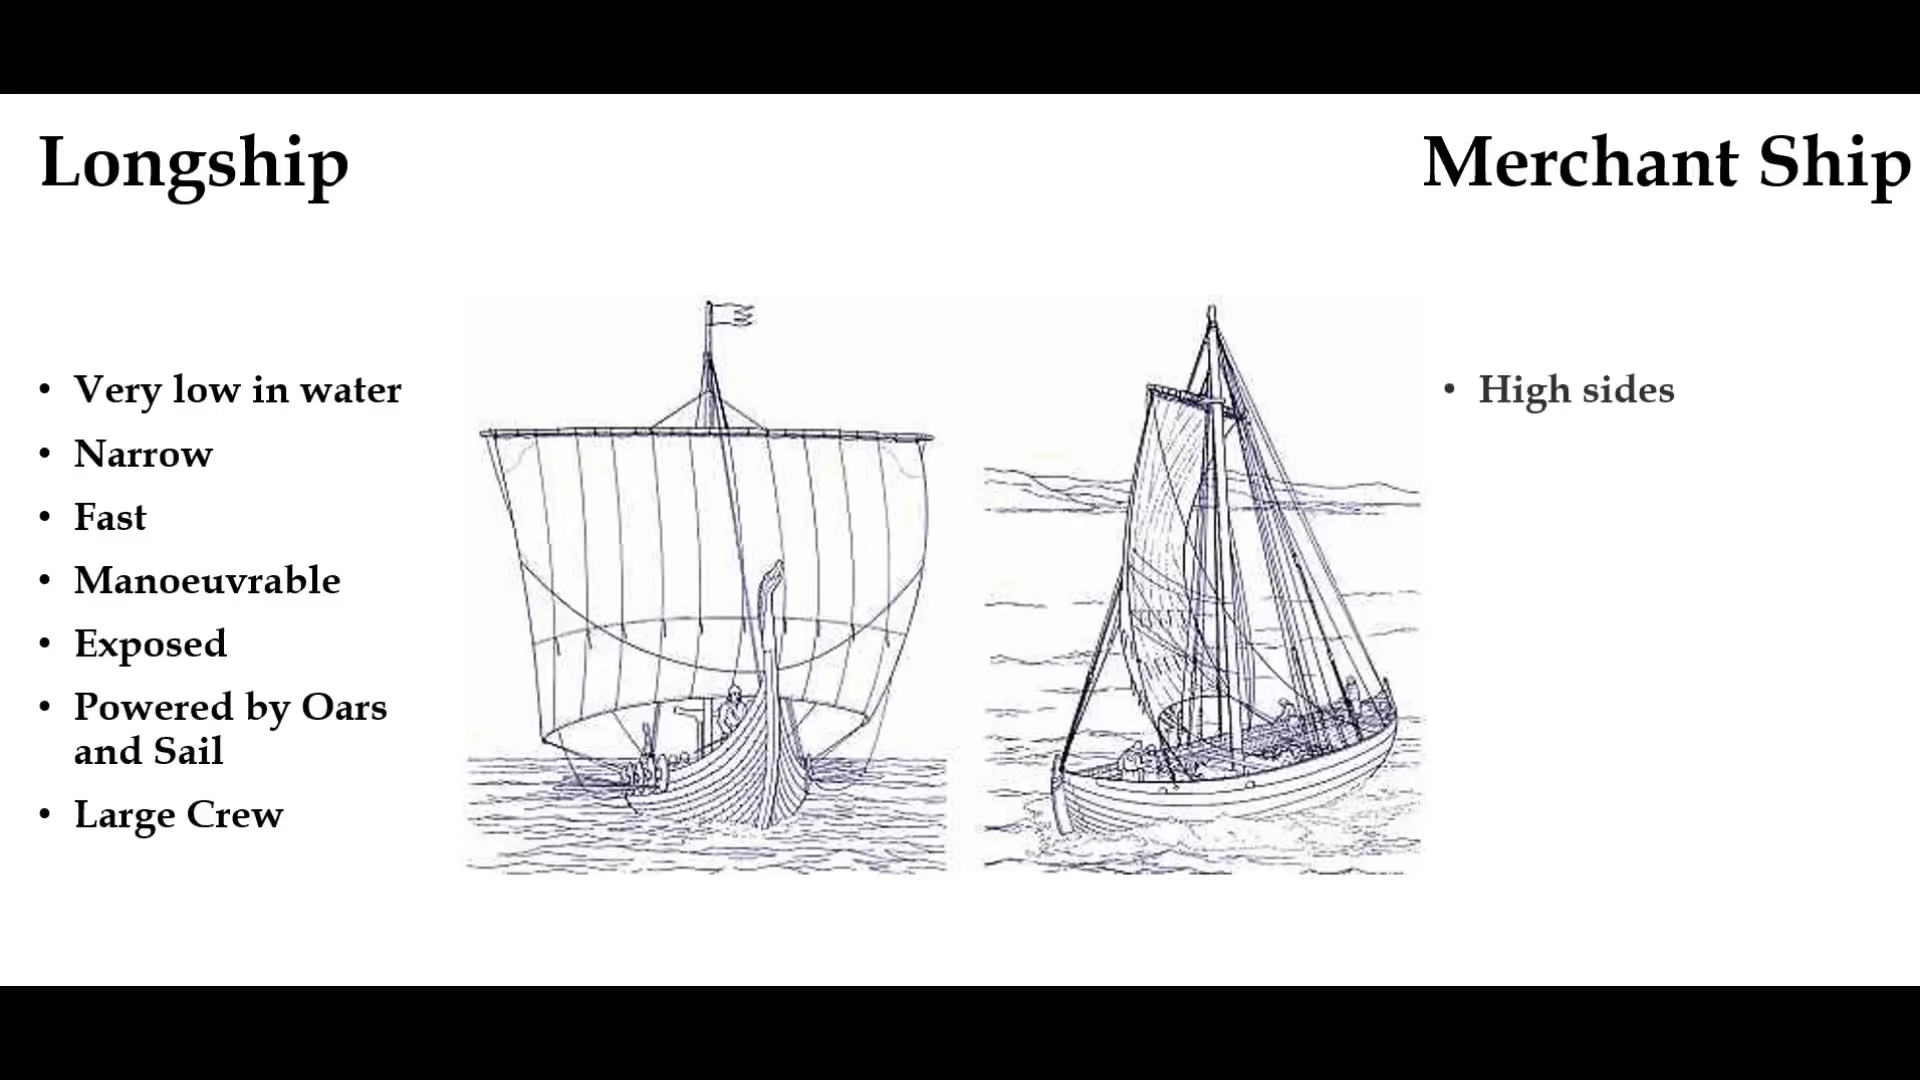 Longship
Merchant Ship
• Very low in water
• Narrow
• Fast
• Manoeuvrable
• Exposed
• Powered by Oars
and Sail
• Large Crew
• High sides